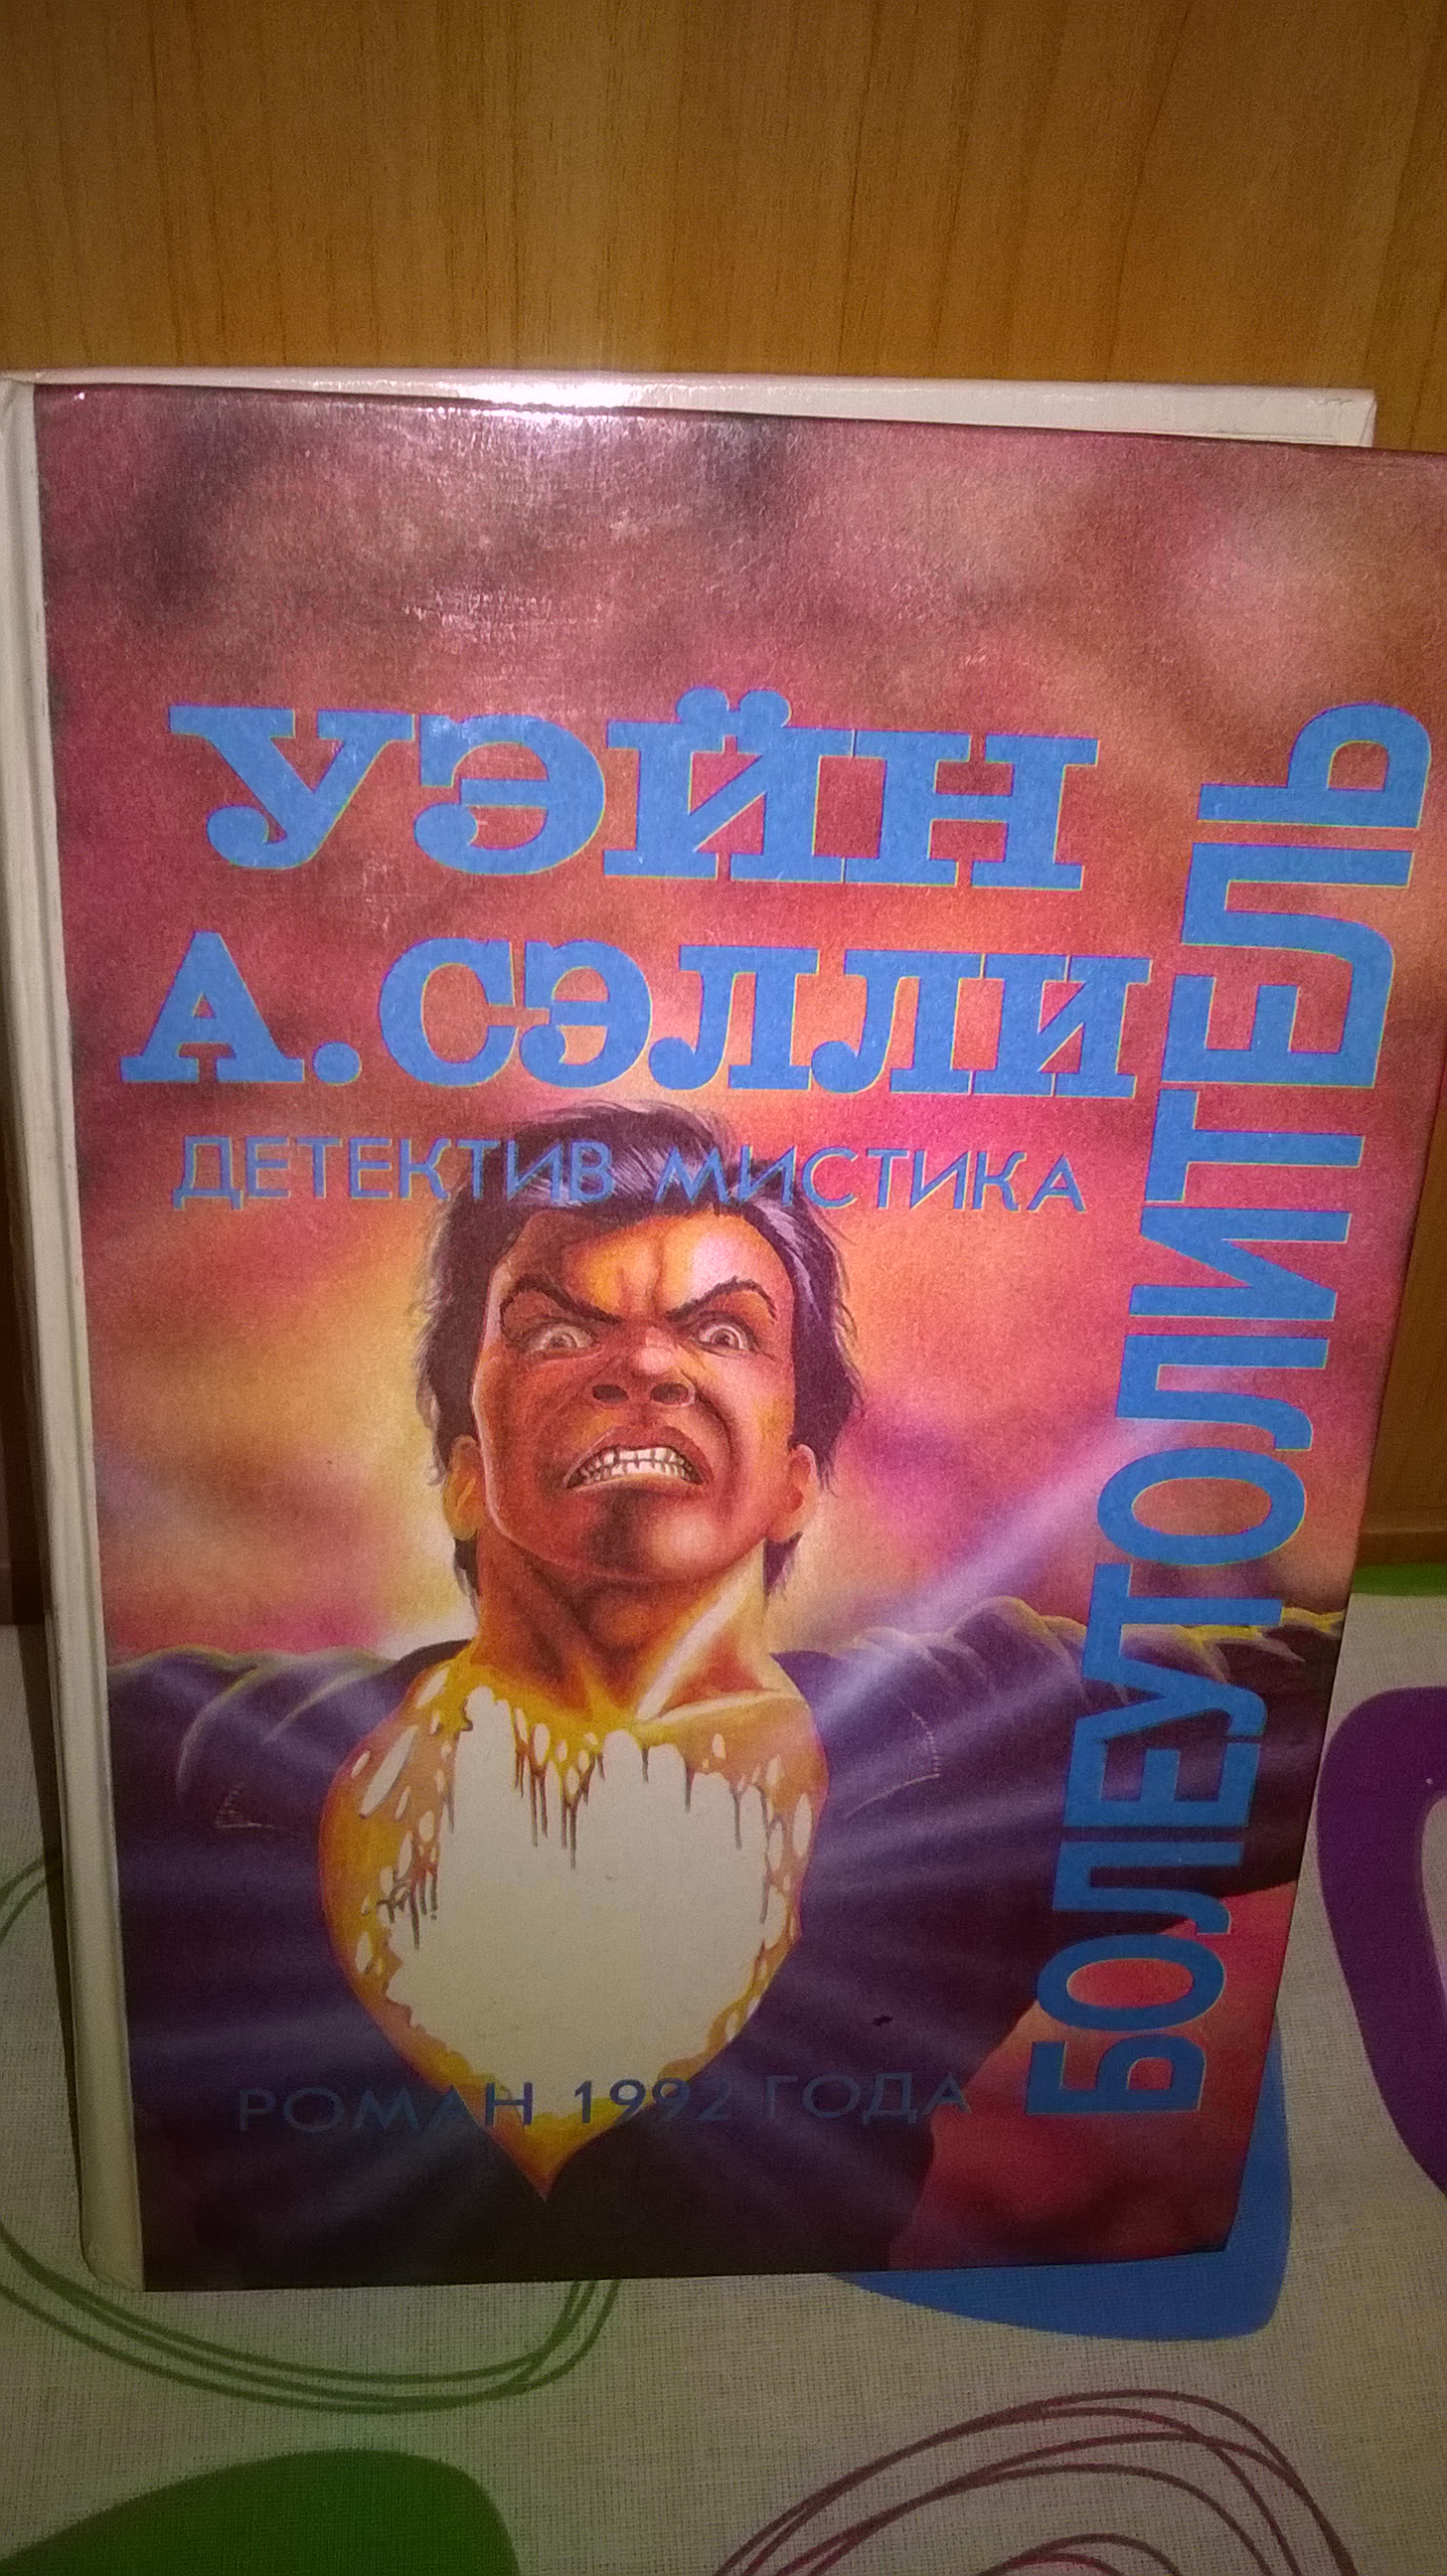 УЭЙН
А. СЭЛЛИ
ДЕТЕКТИВ МИСТИКА
БОЛЕУТОЛИТЕЛЬ
РОМАН 1992 ГОДА